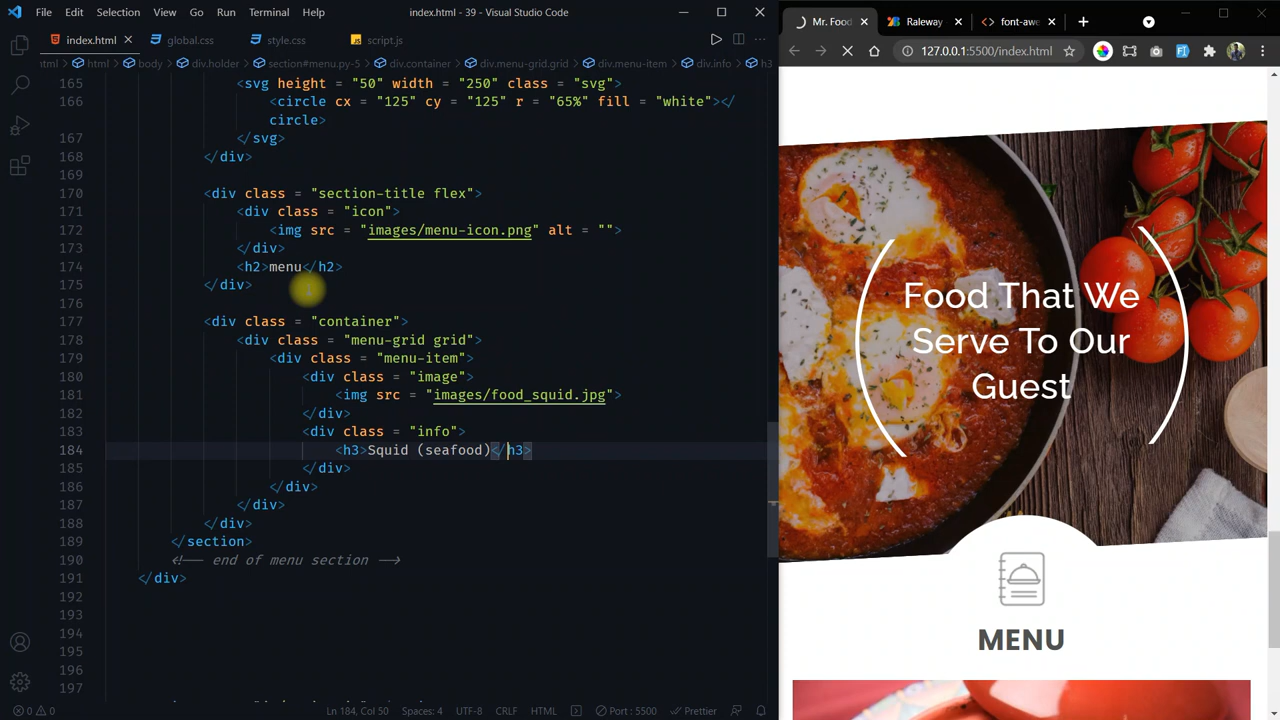 File Edit Selection View Go Run Terminal Help index.html - 39 - Visual Studio Code
index.html global.css style.css script.js
html > html > body > div.holder > section#menu.py-5 > div.container > div.menu-grid.grid > div.menu-item > div.info > h3
165 <svg height = "50" width = "250" class = "svg">
166 <circle cx = "125" cy = "125" r = "65%" fill = "white"></
circle>
167 </svg>
168 </div>
169
170 <div class = "section-title flex">
171 <div class = "icon">
172 <img src = "images/menu-icon.png" alt = "">
173 </div>
174 <h2>menu</h2>
175 </div>
176
177 <div class = "container">
178 <div class = "menu-grid grid">
179 <div class = "menu-item">
180 <div class = "image">
181 <img src = "images/food_squid.jpg">
182 </div>
183 <div class = "info">
184 <h3>Squid (seafood)</h3>
185 </div>
186 </div>
187 </div>
188 </div>
189 </section>
190 <!-- end of menu section -->
191 </div>
192
193
194
195
196
197
0 0 Ln 184, Col 50 Spaces: 4 UTF-8 CRLF HTML Port : 5500 Prettier
Mr. Food Raleway font-awe
127.0.0.1:5500/index.html
Food That We
Serve To Our
Guest
MENU